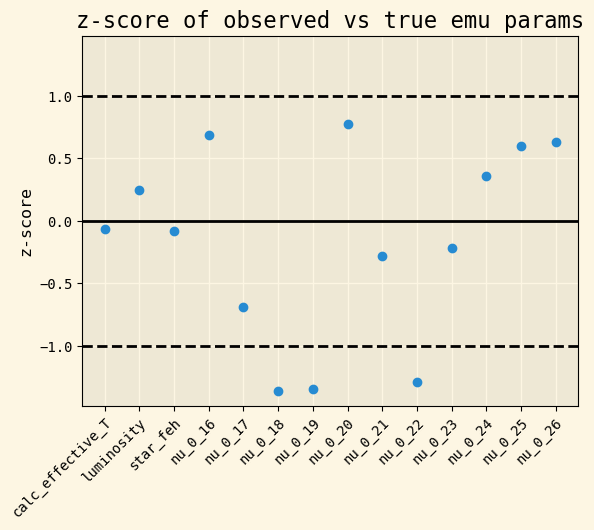 z-score of observed vs true emu params
z-score
1.0
0.5
0.0
−0.5
−1.0
calc_effective_T
luminosity
star_feh
nu_0_16
nu_0_17
nu_0_18
nu_0_19
nu_0_20
nu_0_21
nu_0_22
nu_0_23
nu_0_24
nu_0_25
nu_0_26